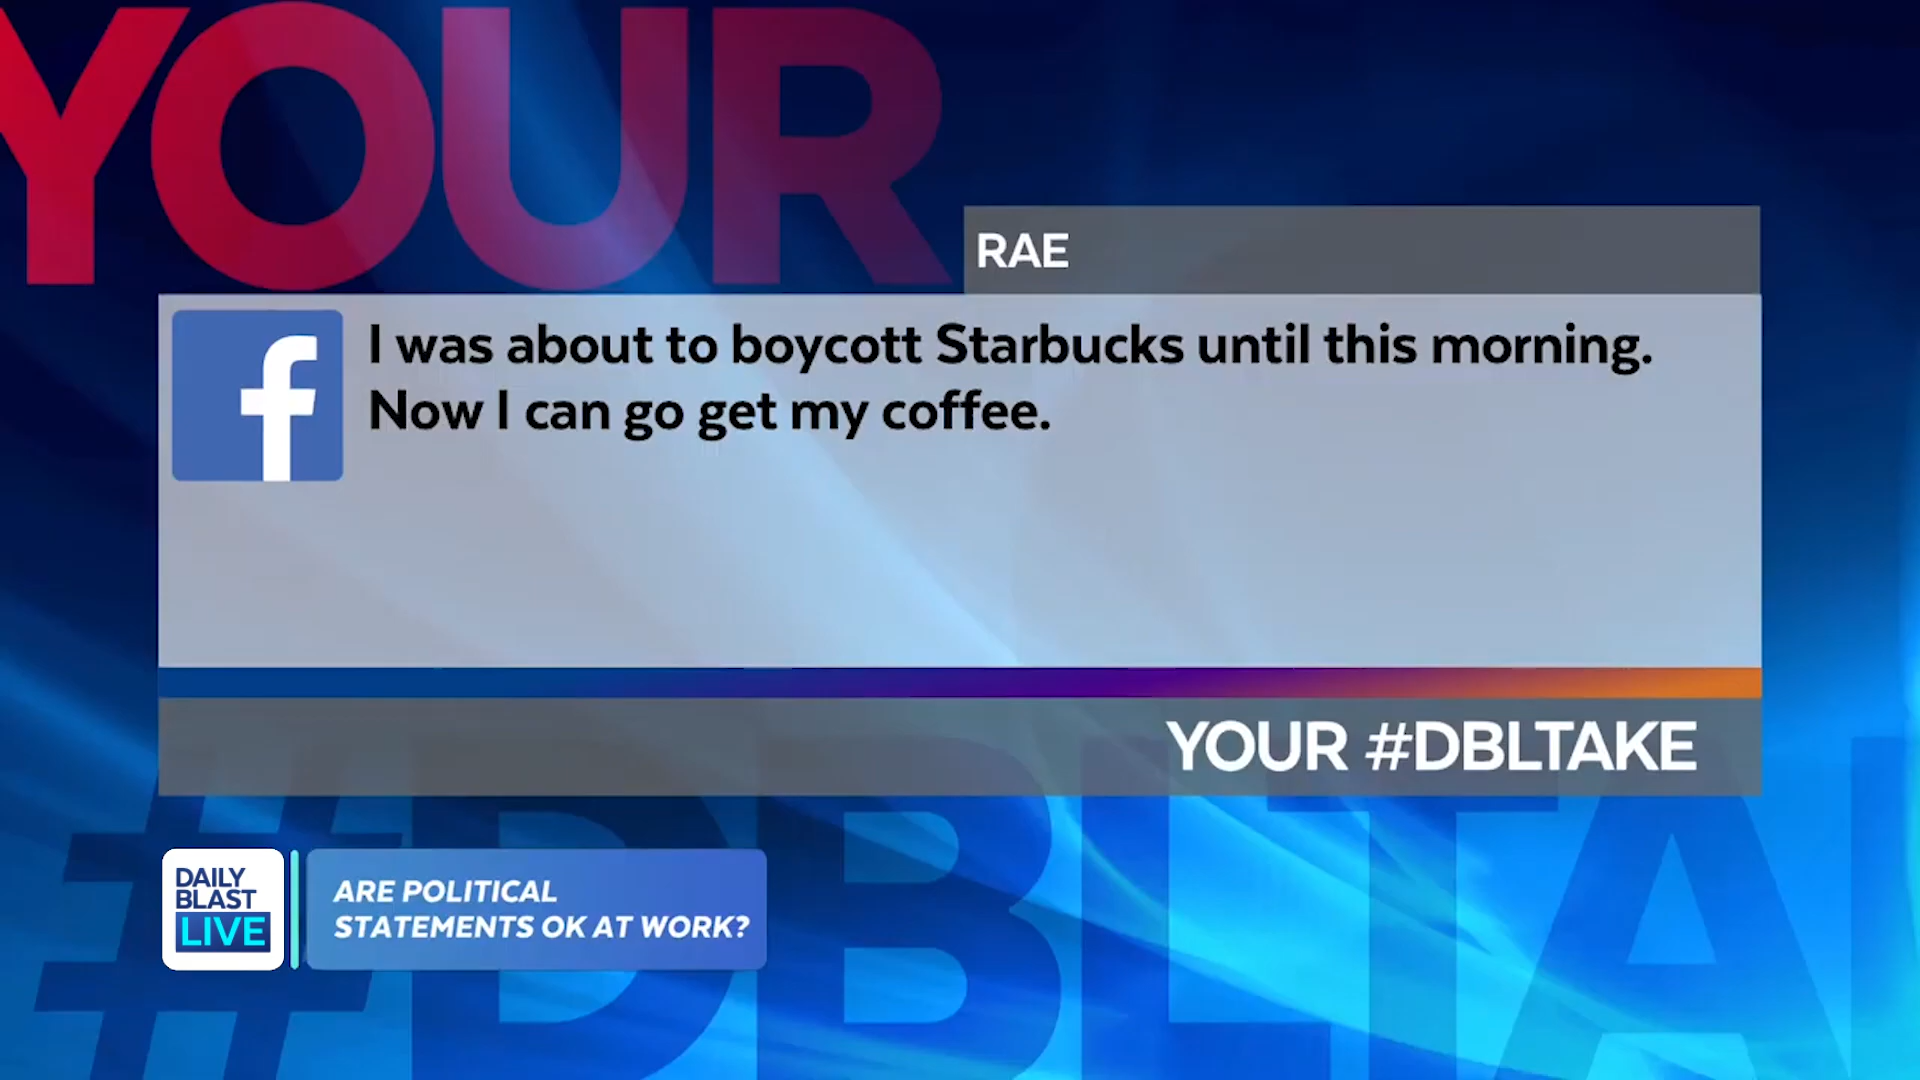 YOUR
RAE
f
I was about to boycott Starbucks until this morning.
Now I can go get my coffee.
YOUR #DBLTAKE
#DBLTA
DAILY
BLAST
LIVE
ARE POLITICAL
STATEMENTS OK AT WORK?